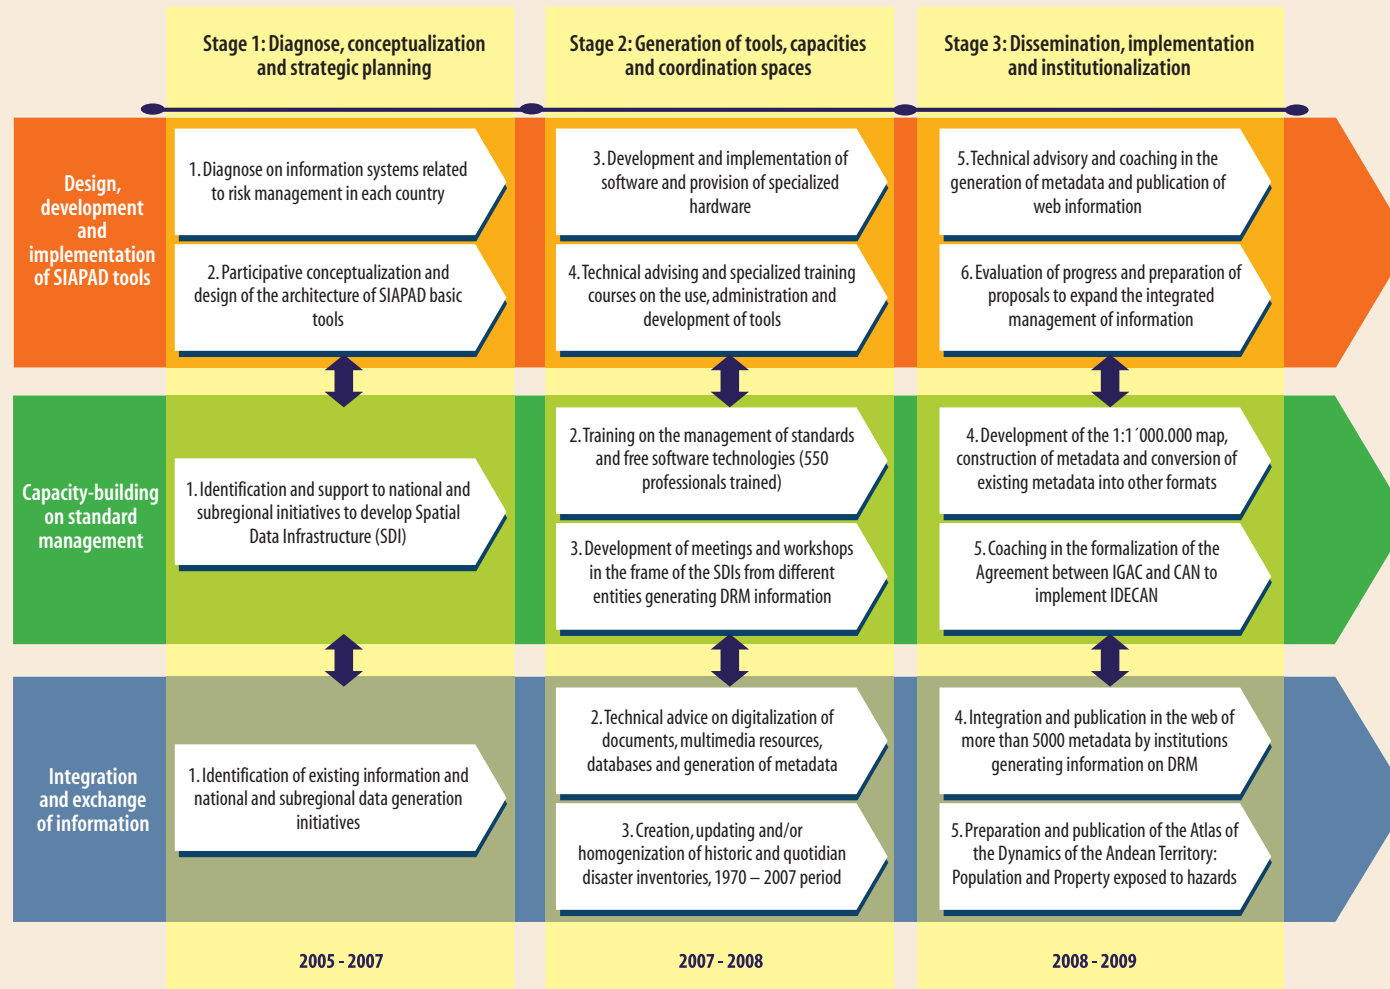 Stage 1: Diagnose, conceptualization
and strategic planning
Stage 2: Generation of tools, capacities
and coordination spaces
Stage 3: Dissemination, implementation
and institutionalization
Design,
development
and
implementation
of SIAPAD tools
1. Diagnose on information systems related
to risk management in each country
2. Participative conceptualization and
design of the architecture of SIAPAD basic
tools
3. Development and implementation of
software and provision of specialized
hardware
4. Technical advising and specialized training
courses on the use, administration and
development of tools
5. Technical advisory and coaching in the
generation of metadata and publication of
web information
6. Evaluation of progress and preparation of
proposals to expand the integrated
management of information
Capacity-building
on standard
management
1. Identification and support to national and
subregional initiatives to develop Spatial
Data Infrastructure (SDI)
2. Training on the management of standards
and free software technologies (550
professionals trained)
3. Development of meetings and workshops
in the frame of the SDIs from different
entities generating DRM information
4. Development of the 1:1´000.000 map,
construction of metadata and conversion of
existing metadata into other formats
5. Coaching in the formalization of the
Agreement between IGAC and CAN to
implement IDECAN
Integration
and exchange
of information
1. Identification of existing information and
national and subregional data generation
initiatives
2. Technical advice on digitalization of
documents, multimedia resources,
databases and generation of metadata
3. Creation, updating and/or
homogenization of historic and quotidian
disaster inventories, 1970 – 2007 period
4. Integration and publication in the web of
more than 5000 metadata by institutions
generating information on DRM
5. Preparation and publication of the Atlas of
the Dynamics of the Andean Territory:
Population and Property exposed to hazards
2005 - 2007
2007 - 2008
2008 - 2009